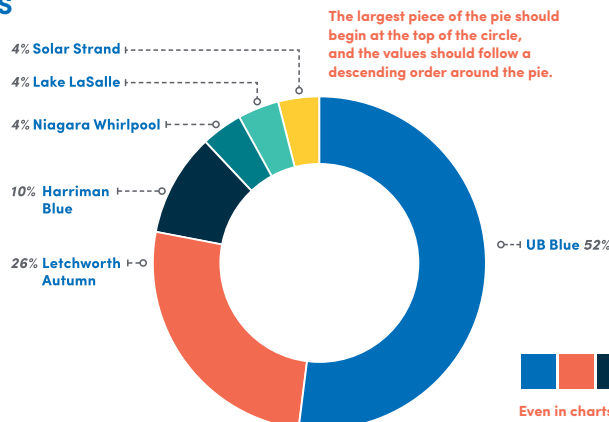 s
The largest piece of the pie should
begin at the top of the circle,
and the values should follow a
descending order around the pie.
4% Solar Strand
4% Lake LaSalle
4% Niagara Whirlpool
10% Harriman
Blue
UB Blue 52%
26% Letchworth
Autumn
Even in charts